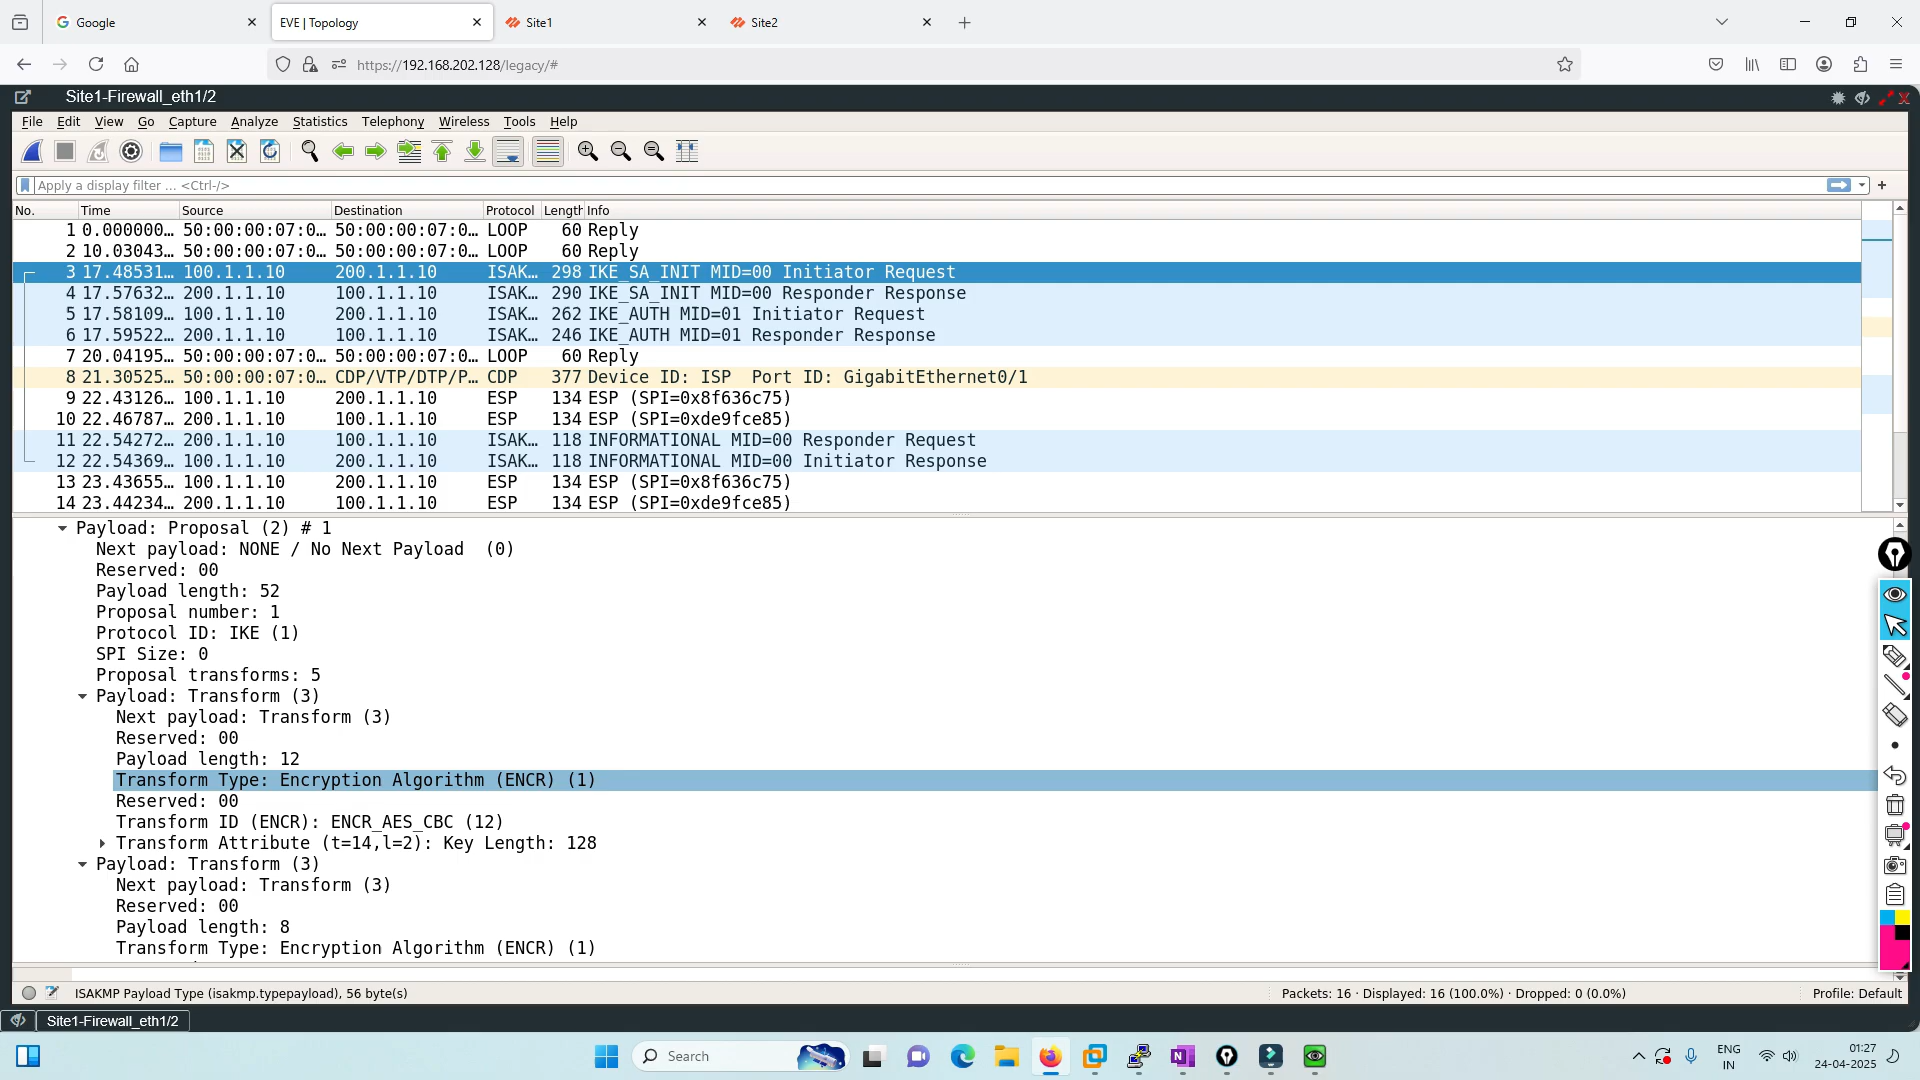 Google
EVE | Topology
Site1
Site2
https://192.168.202.128/legacy/#
Site1-Firewall_eth1/2
File Edit View Go Capture Analyze Statistics Telephony Wireless Tools Help
Apply a display filter ... <Ctrl-/>
No. Time Source Destination Protocol Length Info
1 0.000000… 50:00:00:07:0… 50:00:00:07:0… LOOP 60 Reply
2 10.03043… 50:00:00:07:0… 50:00:00:07:0… LOOP 60 Reply
3 17.48531… 100.1.1.10 200.1.1.10 ISAK… 298 IKE_SA_INIT MID=00 Initiator Request
4 17.57632… 200.1.1.10 100.1.1.10 ISAK… 290 IKE_SA_INIT MID=00 Responder Response
5 17.58109… 100.1.1.10 200.1.1.10 ISAK… 262 IKE_AUTH MID=01 Initiator Request
6 17.59522… 200.1.1.10 100.1.1.10 ISAK… 246 IKE_AUTH MID=01 Responder Response
7 20.04195… 50:00:00:07:0… 50:00:00:07:0… LOOP 60 Reply
8 21.30525… 50:00:00:07:0… CDP/VTP/DTP/P… CDP 377 Device ID: ISP Port ID: GigabitEthernet0/1
9 22.43126… 100.1.1.10 200.1.1.10 ESP 134 ESP (SPI=0x8f636c75)
10 22.46787… 200.1.1.10 100.1.1.10 ESP 134 ESP (SPI=0xde9fce85)
11 22.54272… 200.1.1.10 100.1.1.10 ISAK… 118 INFORMATIONAL MID=00 Responder Request
12 22.54369… 100.1.1.10 200.1.1.10 ISAK… 118 INFORMATIONAL MID=00 Initiator Response
13 23.43655… 100.1.1.10 200.1.1.10 ESP 134 ESP (SPI=0x8f636c75)
14 23.44234… 200.1.1.10 100.1.1.10 ESP 134 ESP (SPI=0xde9fce85)
Payload: Proposal (2) # 1
Next payload: NONE / No Next Payload (0)
Reserved: 00
Payload length: 52
Proposal number: 1
Protocol ID: IKE (1)
SPI Size: 0
Proposal transforms: 5
Payload: Transform (3)
Next payload: Transform (3)
Reserved: 00
Payload length: 12
Transform Type: Encryption Algorithm (ENCR) (1)
Reserved: 00
Transform ID (ENCR): ENCR_AES_CBC (12)
Transform Attribute (t=14,l=2): Key Length: 128
Payload: Transform (3)
Next payload: Transform (3)
Reserved: 00
Payload length: 8
Transform Type: Encryption Algorithm (ENCR) (1)
ISAKMP Payload Type (isakmp.typepayload), 56 byte(s)
Packets: 16 · Displayed: 16 (100.0%) · Dropped: 0 (0.0%)
Profile: Default
Site1-Firewall_eth1/2
Search
ENG
IN
01:27
24-04-2025